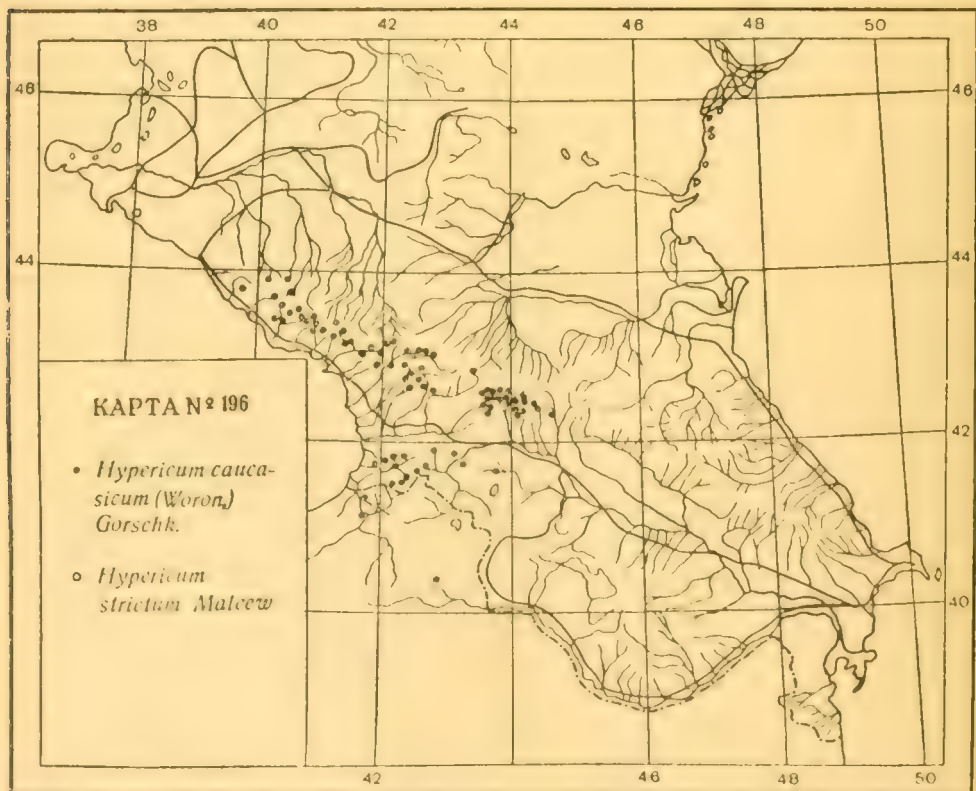 38 40 42 44 46 48 50
46 46
44 44
КАРТА № 196
42
• Hypericum cauca-
sicum (Woron.)
Gorschk.
○ Hypericum
strictum Maleew
40
42 46 48 50